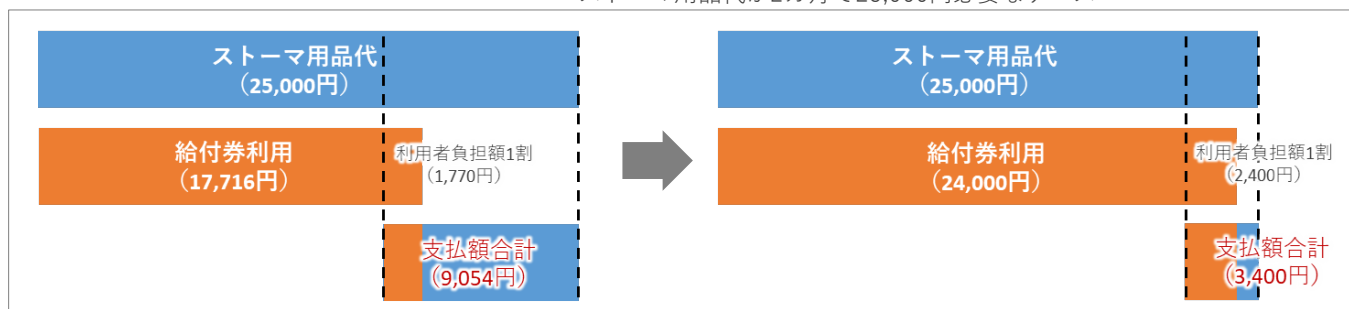 ストーマ用品代
（25,000円）
給付券利用
（17,716円）
利用者負担額1割
（1,770円）
支払額合計
（9,054円）
ストーマ用品代
（25,000円）
給付券利用
（24,000円）
利用者負担額1割
（2,400円）
支払額合計
（3,400円）